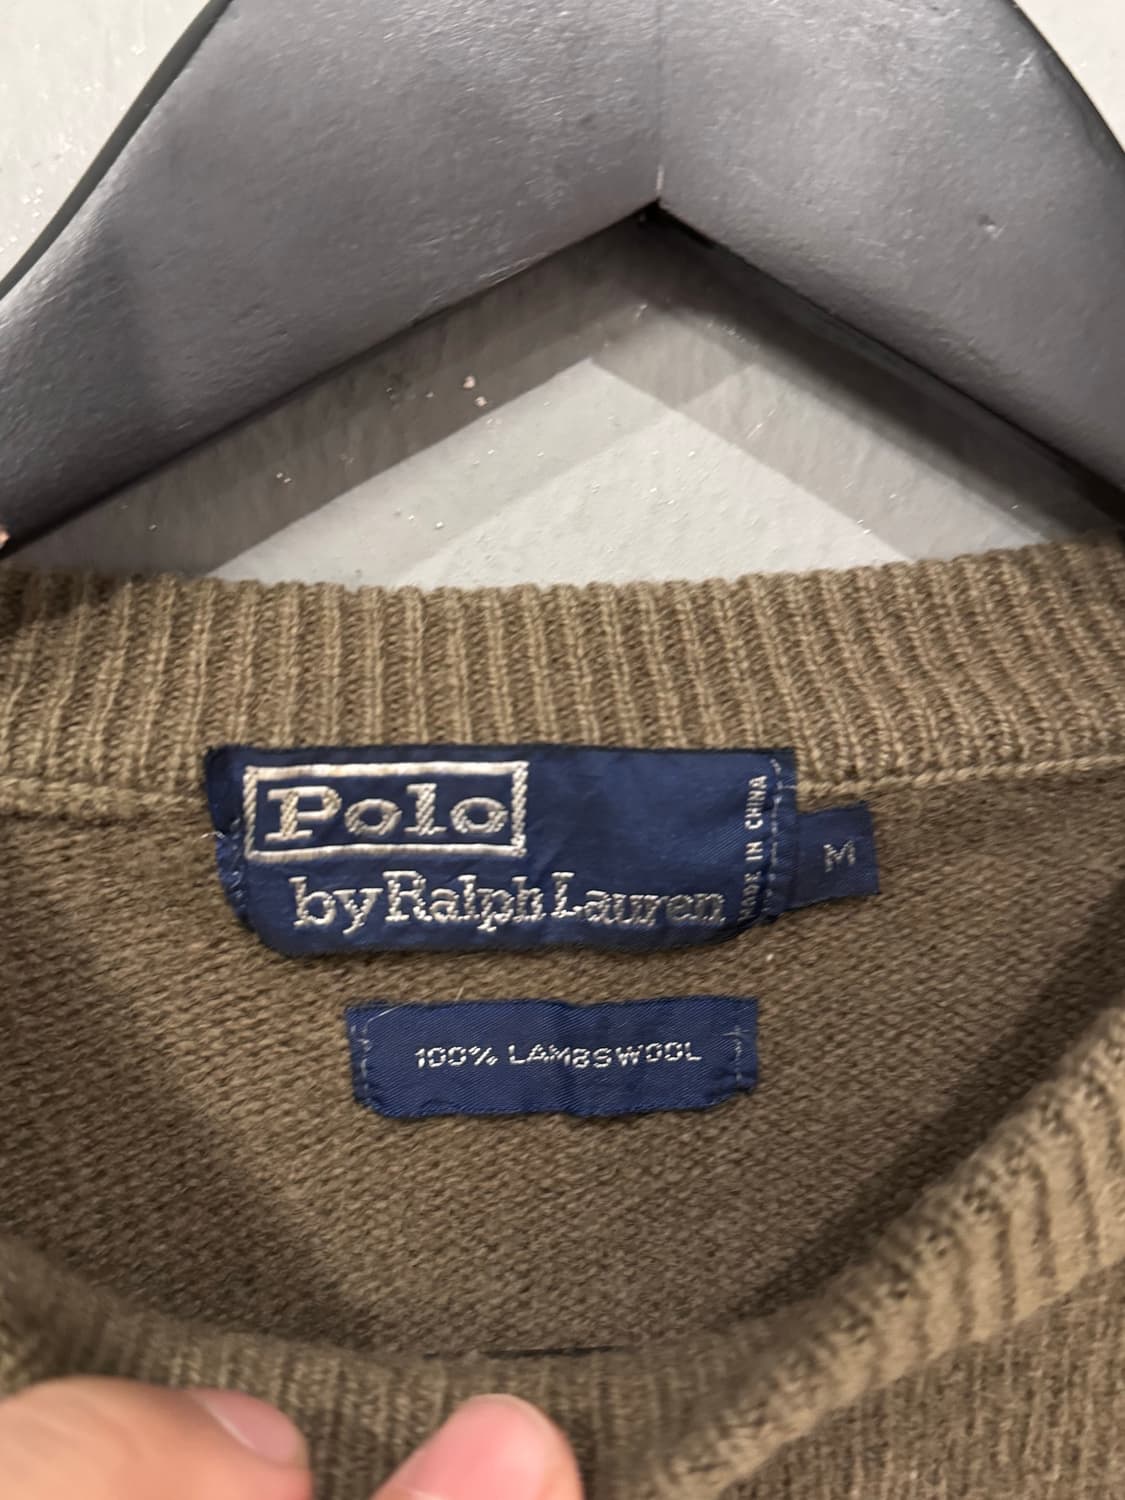 Polo
by Ralph Lauren
MADE IN CHINA
M
100% LAMBSWOOL